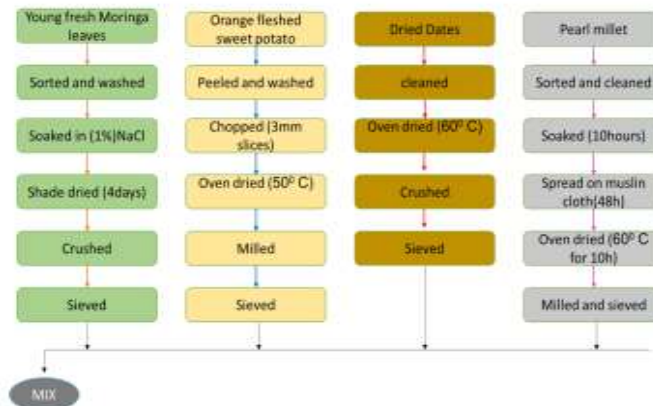 Young fresh Moringa
leaves
Sorted and washed
Soaked in (1%)NaCl
Shade dried (4days)
Crushed
Sieved
Orange fleshed
sweet potato
Peeled and washed
Chopped (3mm
slices)
Oven dried (50⁰ C)
Milled
Sieved
Dried Dates
cleaned
Oven dried (60⁰ C)
Crushed
Sieved
Pearl millet
Sorted and cleaned
Soaked (10hours)
Spread on muslin
cloth(48h)
Oven dried (60⁰ C
for 10h)
Milled and sieved
MIX